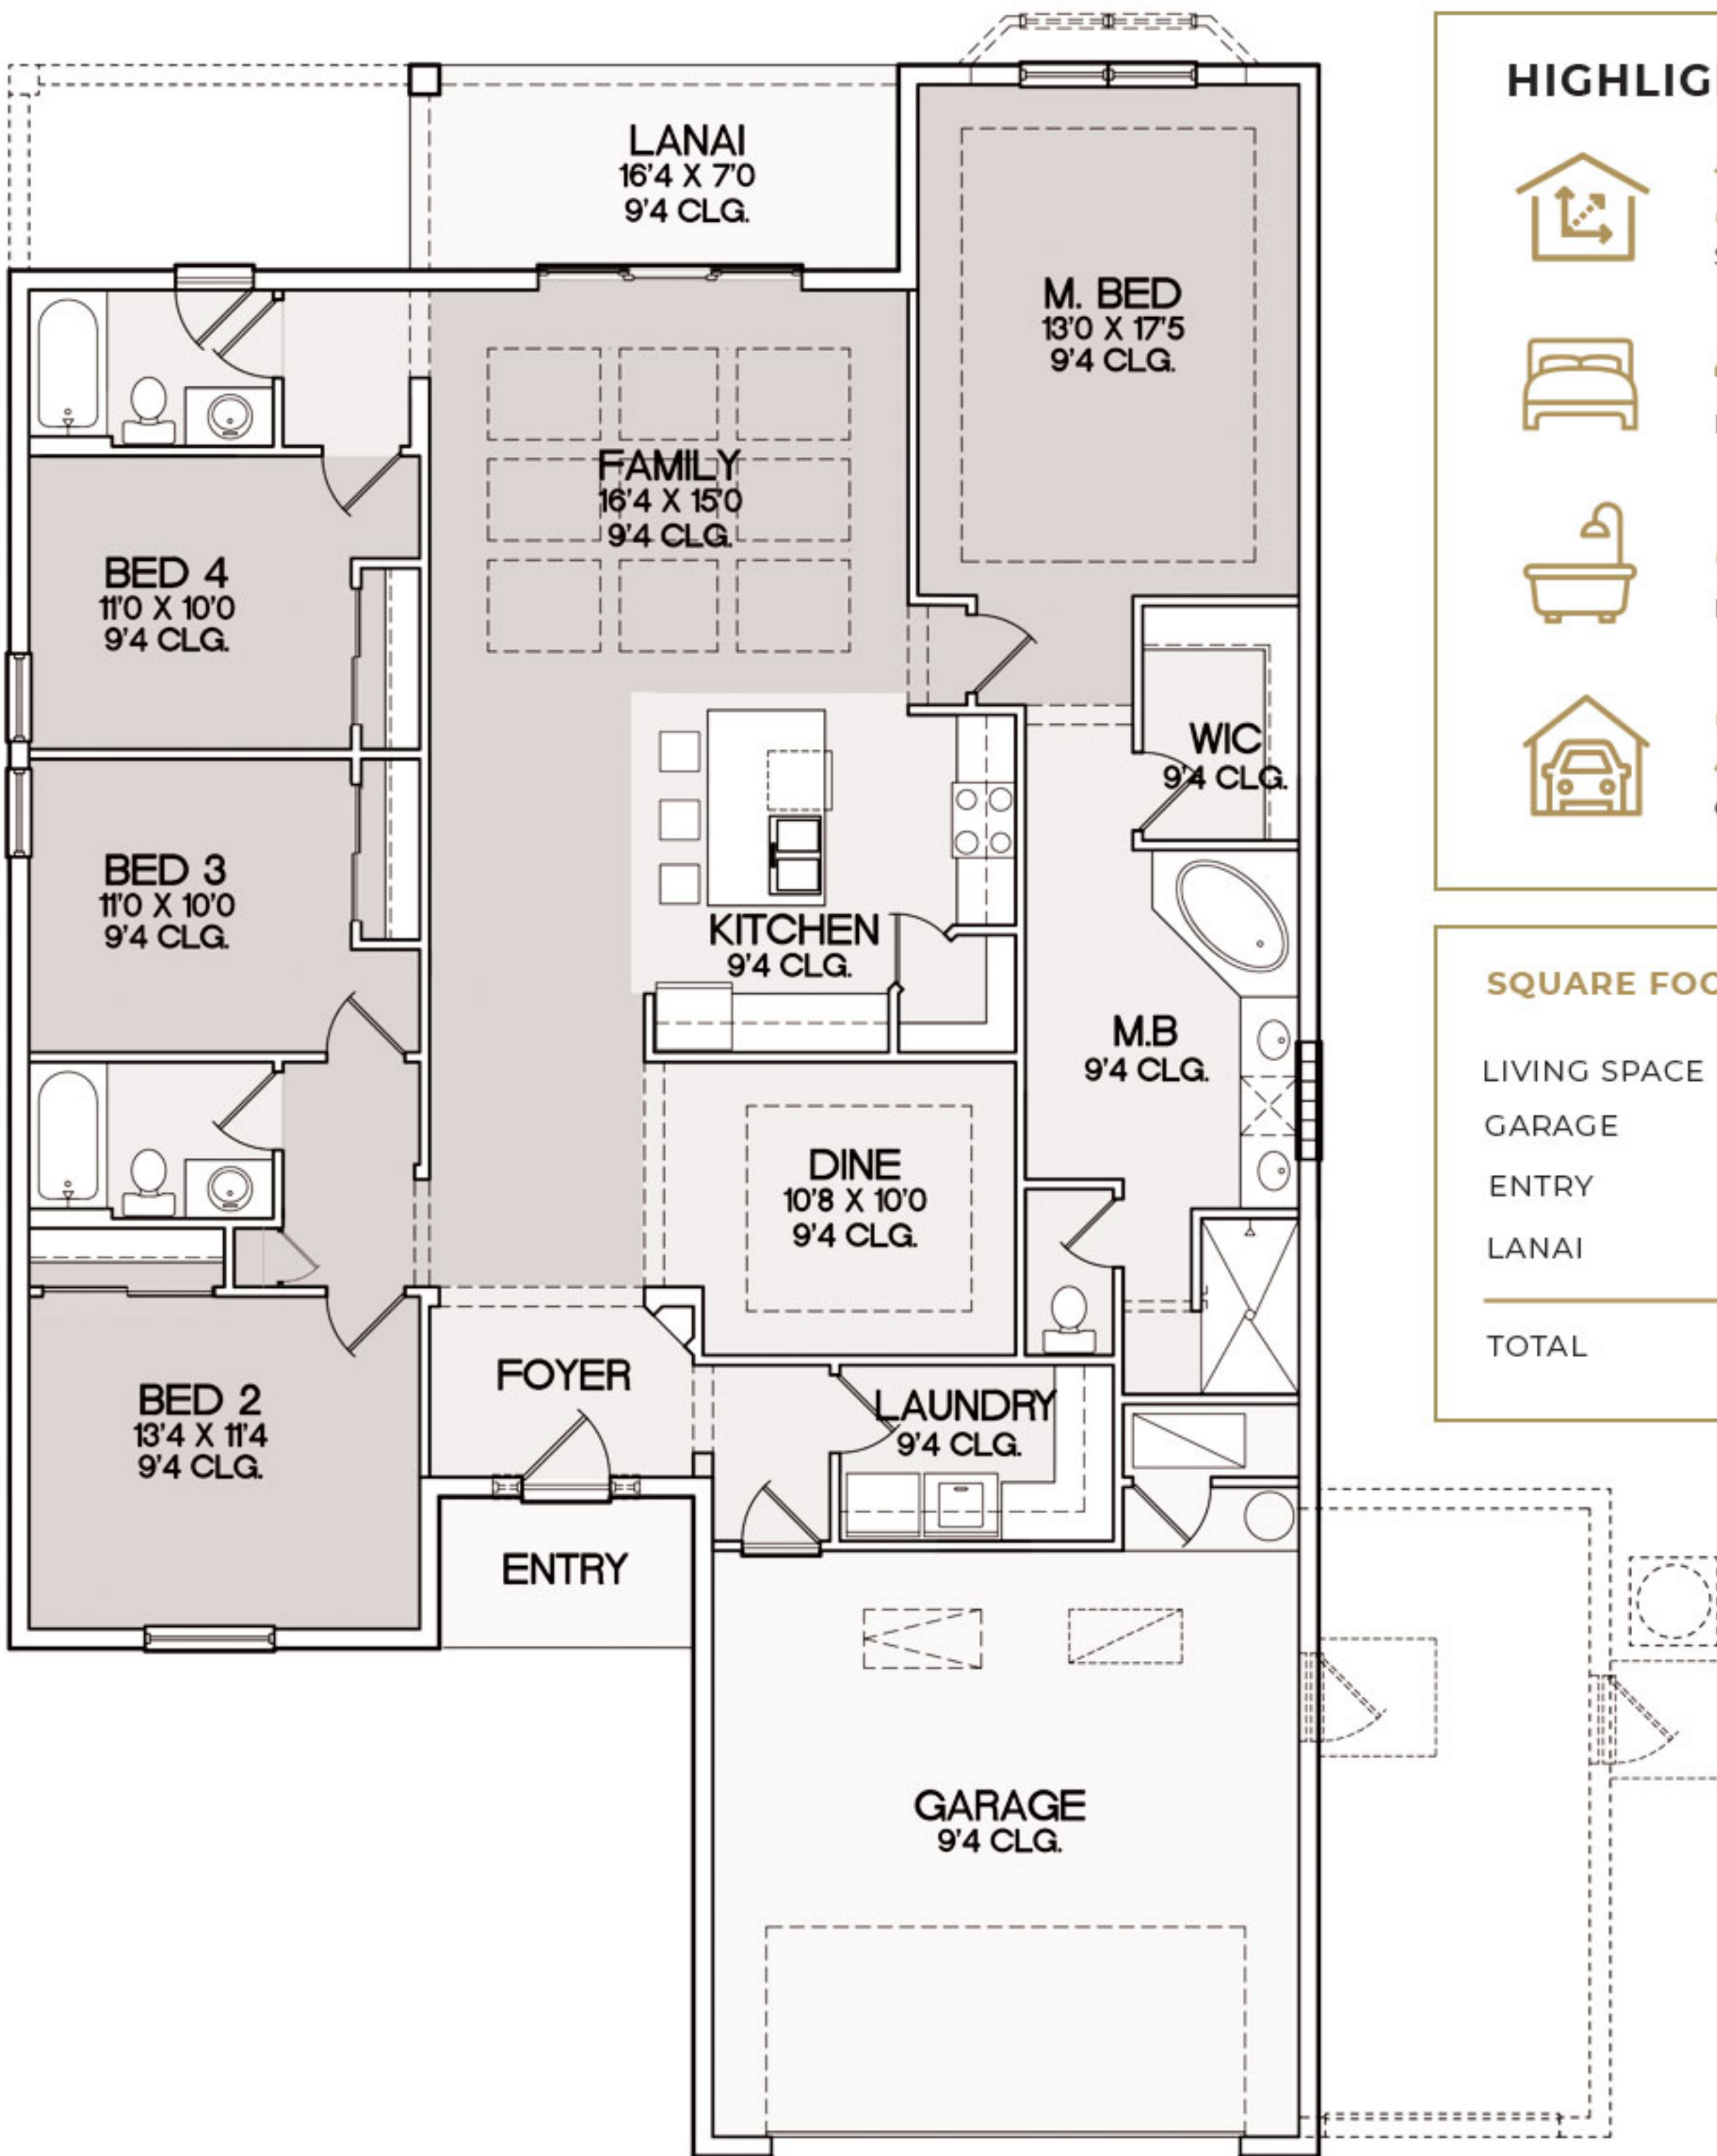 LANAI
16'4 X 7'0
9'4 CLG.
M. BED
13'0 X 17'5
9'4 CLG.
FAMILY
16'4 X 15'0
9'4 CLG.
BED 4
11'0 X 10'0
9'4 CLG.
WIC
9'4 CLG.
BED 3
11'0 X 10'0
9'4 CLG.
KITCHEN
9'4 CLG.
M.B
9'4 CLG.
DINE
10'8 X 10'0
9'4 CLG.
FOYER
BED 2
13'4 X 11'4
9'4 CLG.
LAUNDRY
9'4 CLG.
ENTRY
GARAGE
9'4 CLG.
HIGHLIG
SQUARE FOO
LIVING SPACE
GARAGE
ENTRY
LANAI
TOTAL